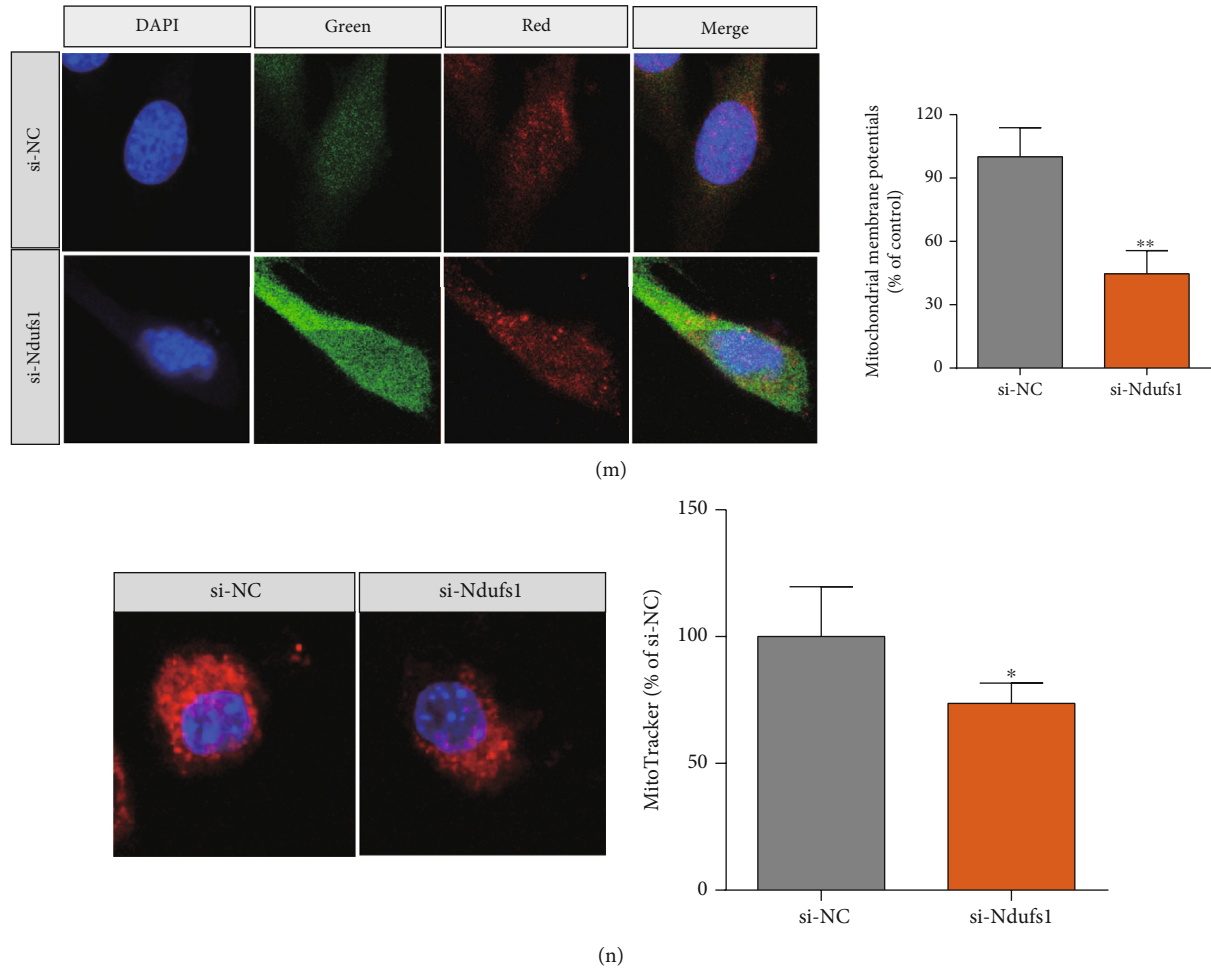 DAPI Green Red Merge
si-NC
si-Ndufs1
Mitochondrial membrane potentials
(% of control)
120
90
60
30
0
**
si-NC si-Ndufs1
(m)
si-NC si-Ndufs1
MitoTracker (% of si-NC)
150
100
50
0
*
si-NC si-Ndufs1
(n)